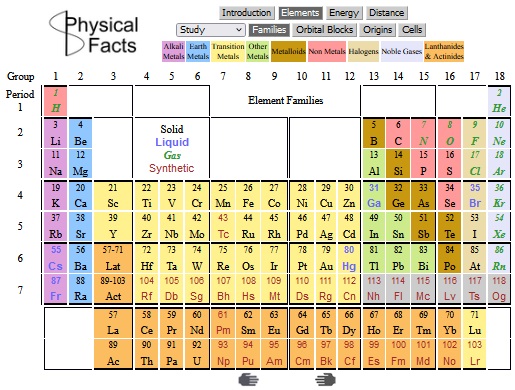 Physical
Facts
Introduction Elements Energy Distance
Study Families Orbital Blocks Origins Cells
Alkali Metals Earth Metals Transition Metals Other Metals Metalloids Non Metals Halogens Noble Gases Lanthanides & Actinides
Group 1 2 3 4 5 6 7 8 9 10 11 12 13 14 15 16 17 18
Period
1 1 H Element Families 2 He
Solid
Liquid
Gas
Synthetic
2 3 Li 4 Be 5 B 6 C 7 N 8 O 9 F 10 Ne
3 11 Na 12 Mg 13 Al 14 Si 15 P 16 S 17 Cl 18 Ar
4 19 K 20 Ca 21 Sc 22 Ti 23 V 24 Cr 25 Mn 26 Fe 27 Co 28 Ni 29 Cu 30 Zn 31 Ga 32 Ge 33 As 34 Se 35 Br 36 Kr
5 37 Rb 38 Sr 39 Y 40 Zr 41 Nb 42 Mo 43 Tc 44 Ru 45 Rh 46 Pd 47 Ag 48 Cd 49 In 50 Sn 51 Sb 52 Te 53 I 54 Xe
6 55 Cs 56 Ba 57-71 Lat 72 Hf 73 Ta 74 W 75 Re 76 Os 77 Ir 78 Pt 79 Au 80 Hg 81 Tl 82 Pb 83 Bi 84 Po 85 At 86 Rn
7 87 Fr 88 Ra 89-103 Act 104 Rf 105 Db 106 Sg 107 Bh 108 Hs 109 Mt 110 Ds 111 Rg 112 Cn 113 Nh 114 Fl 115 Mc 116 Lv 117 Ts 118 Og
57 La 58 Ce 59 Pr 60 Nd 61 Pm 62 Sm 63 Eu 64 Gd 65 Tb 66 Dy 67 Ho 68 Er 69 Tm 70 Yb 71 Lu
89 Ac 90 Th 91 Pa 92 U 93 Np 94 Pu 95 Am 96 Cm 97 Bk 98 Cf 99 Es 100 Fm 101 Md 102 No 103 Lr